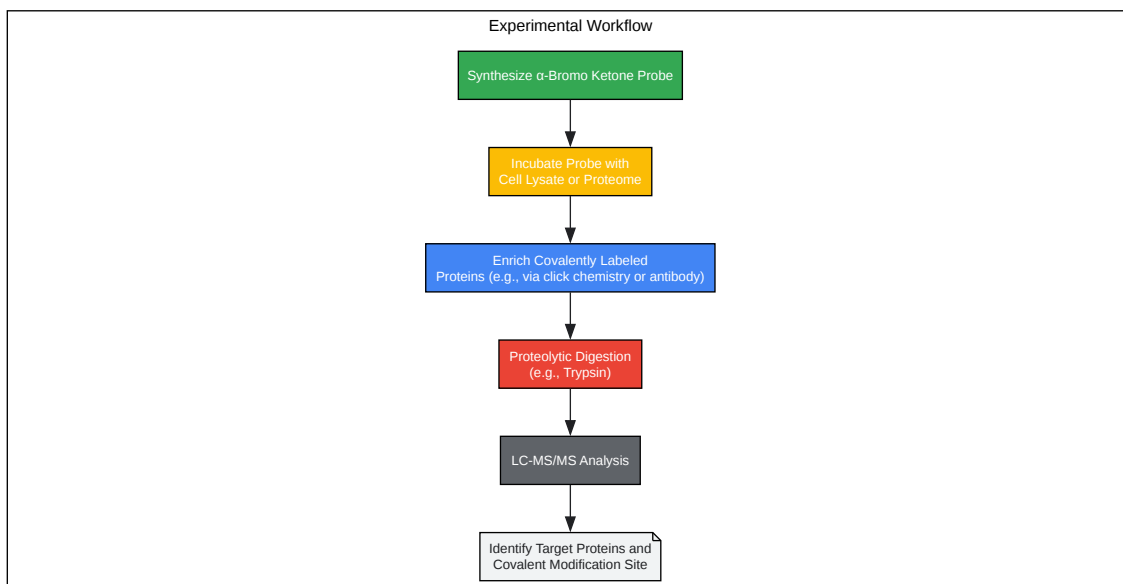 Experimental Workflow
Synthesize α-Bromo Ketone Probe
Incubate Probe with
Cell Lysate or Proteome
Enrich Covalently Labeled
Proteins (e.g., via click chemistry or antibody)
Proteolytic Digestion
(e.g., Trypsin)
LC-MS/MS Analysis
Identify Target Proteins and
Covalent Modification Site